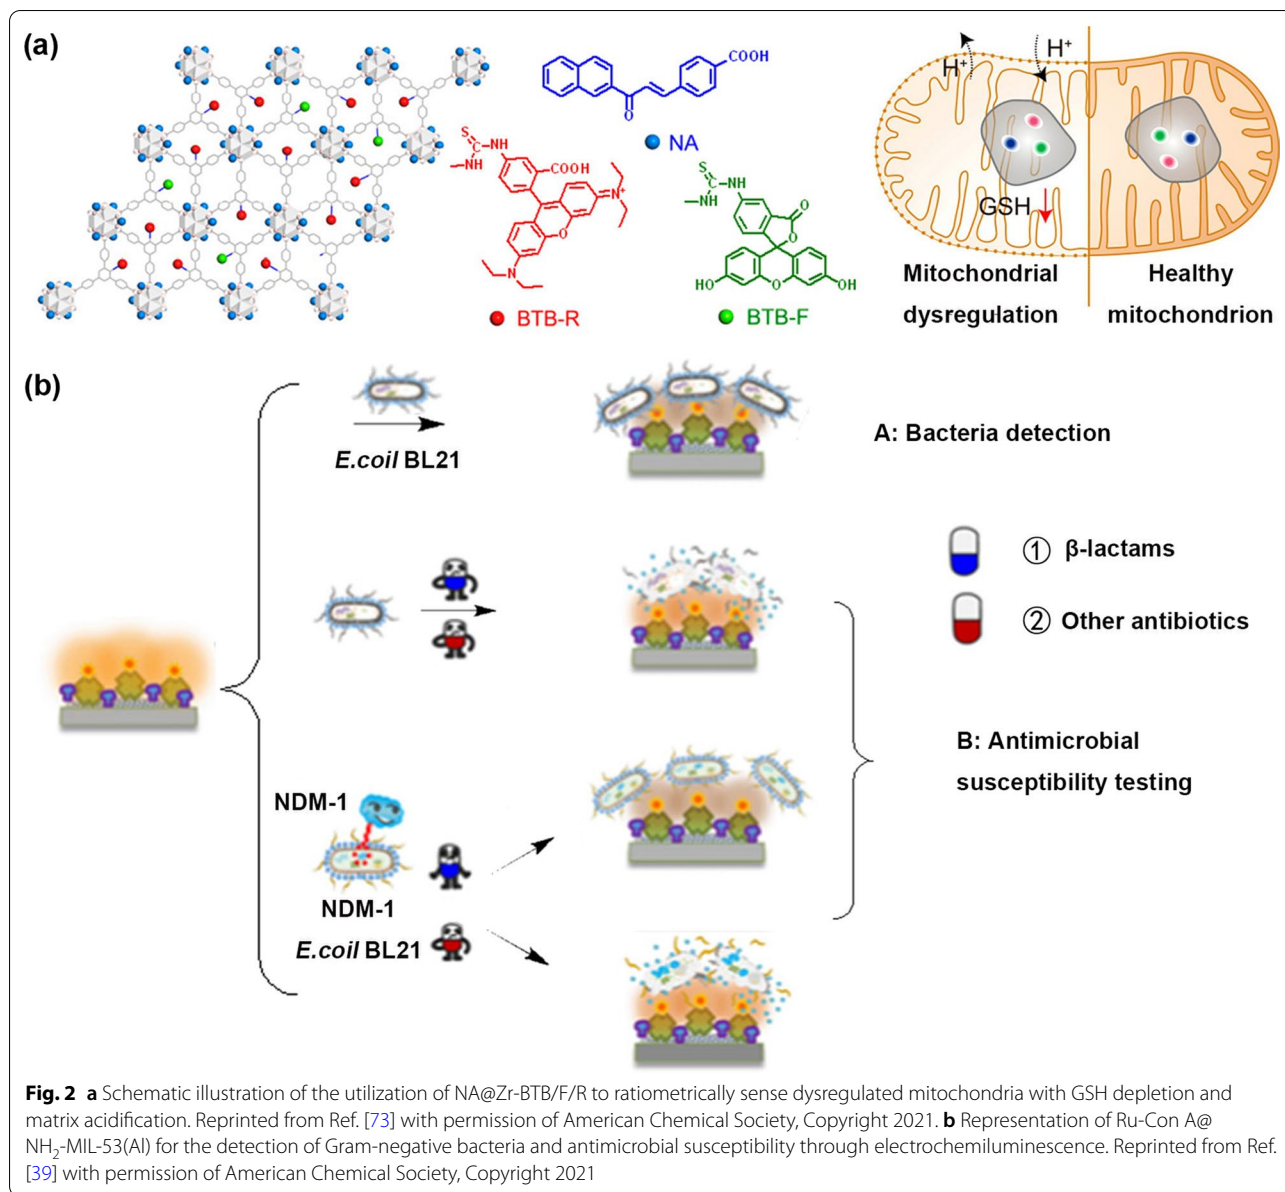 (a)
COOH
O
NA
S
NH
NH
COOH
N+
O
N
BTB-R
S
NH
NH
O
O
HO
O
OH
BTB-F
H+
H+
GSH
Mitochondrial
dysregulation
Healthy
mitochondrion
(b)
E.coil BL21
A: Bacteria detection
① β-lactams
② Other antibiotics
B: Antimicrobial
susceptibility testing
NDM-1
NDM-1
E.coil BL21
Fig. 2 a Schematic illustration of the utilization of NA@Zr-BTB/F/R to ratiometrically sense dysregulated mitochondria with GSH depletion and
matrix acidification. Reprinted from Ref. [73] with permission of American Chemical Society, Copyright 2021. b Representation of Ru-Con A@
NH2-MIL-53(Al) for the detection of Gram-negative bacteria and antimicrobial susceptibility through electrochemiluminescence. Reprinted from Ref.
[39] with permission of American Chemical Society, Copyright 2021